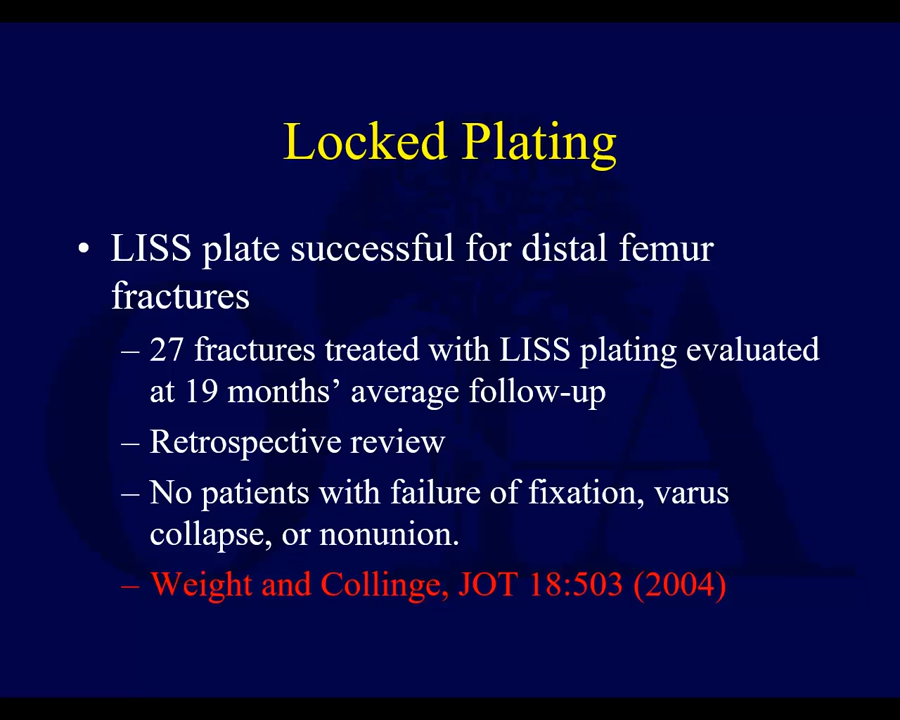 Locked Plating
• LISS plate successful for distal femur
fractures
– 27 fractures treated with LISS plating evaluated
at 19 months’ average follow-up
– Retrospective review
– No patients with failure of fixation, varus
collapse, or nonunion.
– Weight and Collinge, JOT 18:503 (2004)
OTA